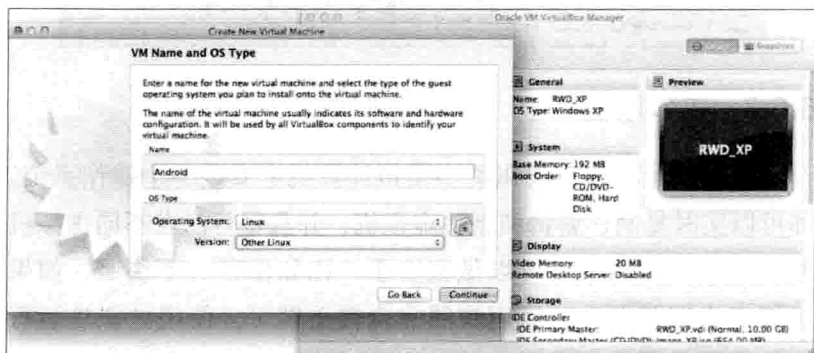 Oracle VM VirtualBox Manager
Create New Virtual Machine
VM Name and OS Type
Enter a name for the new virtual machine and select the type of the guest
operating system you plan to install onto the virtual machine.
The name of the virtual machine usually indicates its software and hardware
configuration. It will be used by all VirtualBox components to identify your
virtual machine.
Name
Android
OS Type
Operating System: Linux
Version: Other Linux
Go Back
Continue
Snapshots
General
Name: RWD_XP
OS Type: Windows XP
System
Base Memory: 192 MB
Boot Order: Floppy,
CD/DVD-
ROM, Hard
Disk
Preview
RWD_XP
Display
Video Memory: 20 MB
Remote Desktop Server: Disabled
Storage
IDE Controller
IDE Primary Master: RWD_XP.vdi (Normal, 10.00 GB)
IDE Secondary Master (CD/DVD):